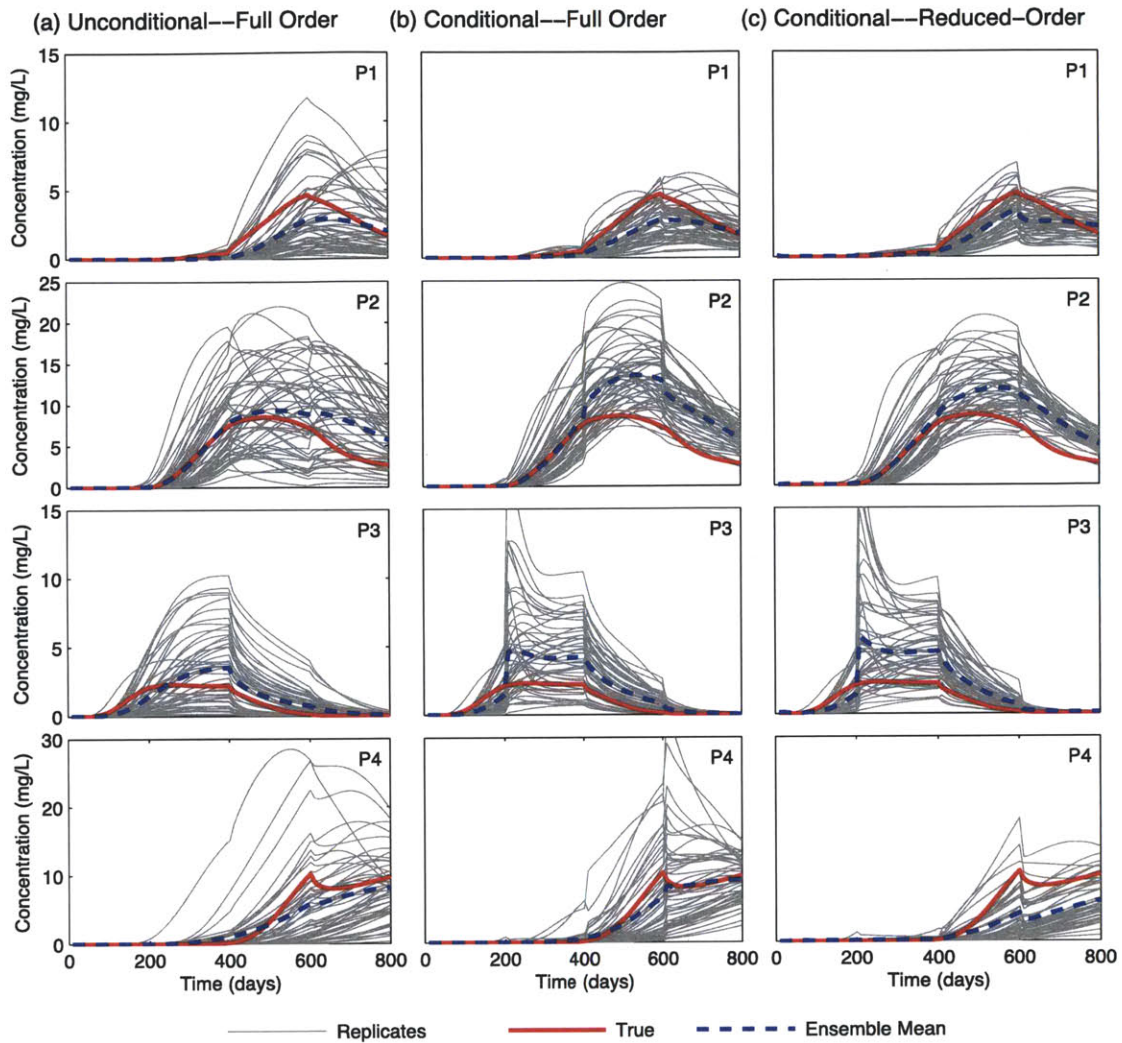 (a) Unconditional--Full Order (b) Conditional--Full Order (c) Conditional--Reduced-Order
Concentration (mg/L)
15
10
5
0
P1
P1
P1
Concentration (mg/L)
25
20
15
10
5
0
P2
P2
P2
Concentration (mg/L)
15
10
5
0
P3
P3
P3
Concentration (mg/L)
30
20
10
0
P4
P4
P4
0 200 400 600 800 0 200 400 600 800 0 200 400 600 800
Time (days) Time (days) Time (days)
Replicates True Ensemble Mean